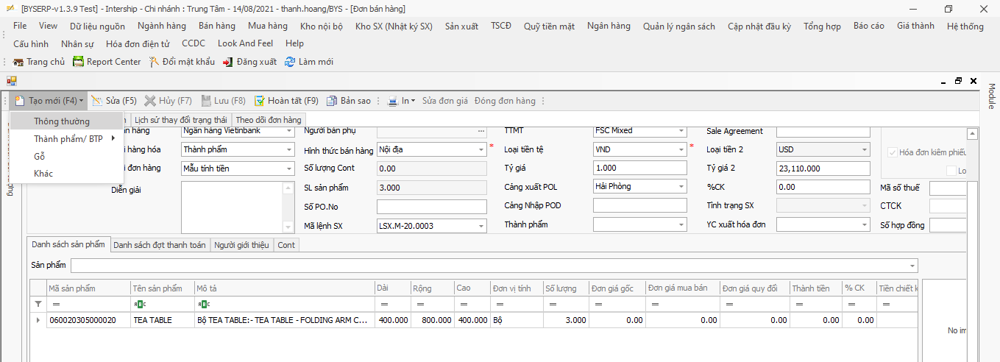 [BYSERP-v1.3.9 Test] - Intership - Chi nhánh : Trung Tâm - 14/08/2021 - thanh.hoang/BYS - [Đơn bán hàng]
File View Dữ liệu nguồn Ngành hàng Bán hàng Mua hàng Kho nội bộ Kho SX (Nhật ký SX) Sản xuất TSCĐ Quỹ tiền mặt Ngân hàng Quản lý ngân sách Cập nhật đầu kỳ Tổng hợp Báo cáo Giá thành Hệ thống
Cấu hình Nhân sự Hóa đơn điện tử CCDC Look And Feel Help
Trang chủ Report Center Đổi mật khẩu Đăng xuất Làm mới
Module
Tạo mới (F4) Sửa (F5) Hủy (F7) Lưu (F8) Hoàn tất (F9) Bản sao In Sửa đơn giá Đóng đơn hàng
Thông thường
Thành phẩm/ BTP
Gỗ
Khác
Lịch sử thay đổi trạng thái Theo dõi đơn hàng
n hàng Ngân hàng Vietinbank Người bán phụ ... TTMT FSC Mixed Sale Agreement
i hàng hóa Thành phẩm Hình thức bán hàng Nội địa * Loại tiền tệ VND * Loại tiền 2 USD Hóa đơn kiêm phiếu
i đơn hàng Mẫu tính tiền Số lượng Cont 0.00 Tỷ giá 1.000 Tỷ giá 2 23,110.000 Lo
Diễn giải SL sản phẩm 3.000 Cảng xuất POL Hải Phòng %CK 0.00 Mã số thuế
Số PO.No Cảng Nhập POD Tình trạng SX CTCK
Mã lệnh SX LSX.M-20.0003 Thành phẩm YC xuất hóa đơn Số hợp đồng
Danh sách sản phẩm Danh sách đợt thanh toán Người giới thiệu Cont
Sản phẩm
Mã sản phẩm Tên sản phẩm Mô tả Dài Rộng Cao Đơn vị tính Số lượng Đơn giá gốc Đơn giá mua bán Đơn giá quy đổi Thành tiền % CK Tiền chiết k
= ABC ABC = = = = = = = = = = =
060020305000020 TEA TABLE Bộ TEA TABLE:- TEA TABLE - FOLDING ARM C... 400.000 800.000 400.000 Bộ 3.000 0.00 0.00 0.00 0.00 0.00
No im